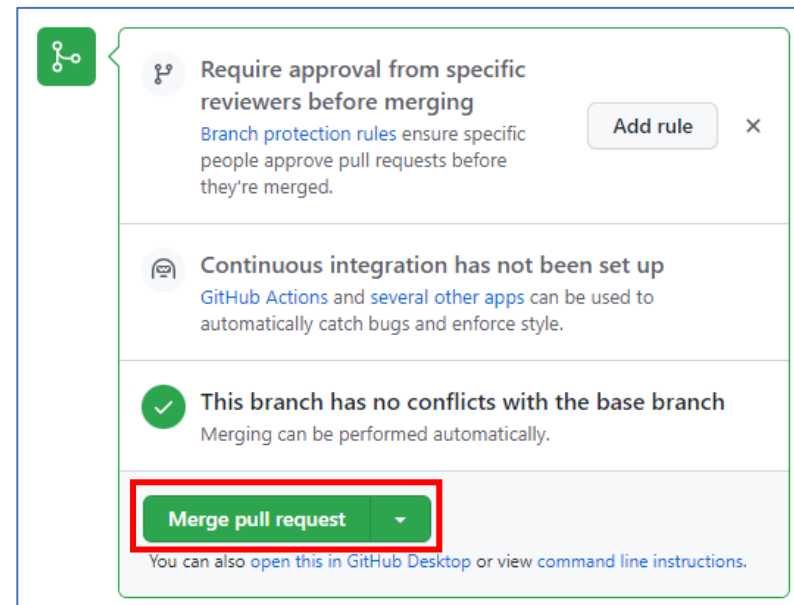 Require approval from specific
reviewers before merging
Branch protection rules ensure specific
people approve pull requests before
they're merged.
Add rule
Continuous integration has not been set up
GitHub Actions and several other apps can be used to
automatically catch bugs and enforce style.
This branch has no conflicts with the base branch
Merging can be performed automatically.
Merge pull request
You can also open this in GitHub Desktop or view command line instructions.